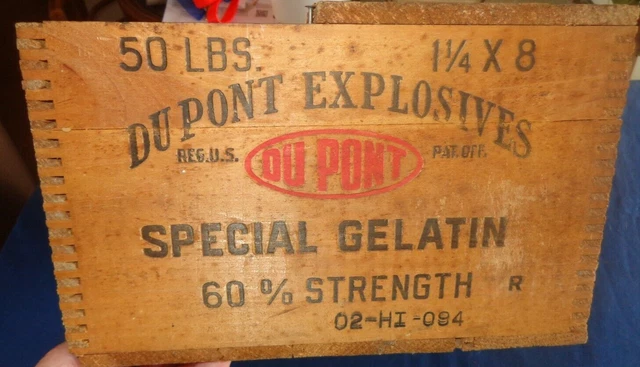 50 LBS. 1¼ X 8
DU PONT EXPLOSIVES
REG. U.S. DU PONT PAT. OFF.
SPECIAL GELATIN
60 % STRENGTH R
02-HI-094